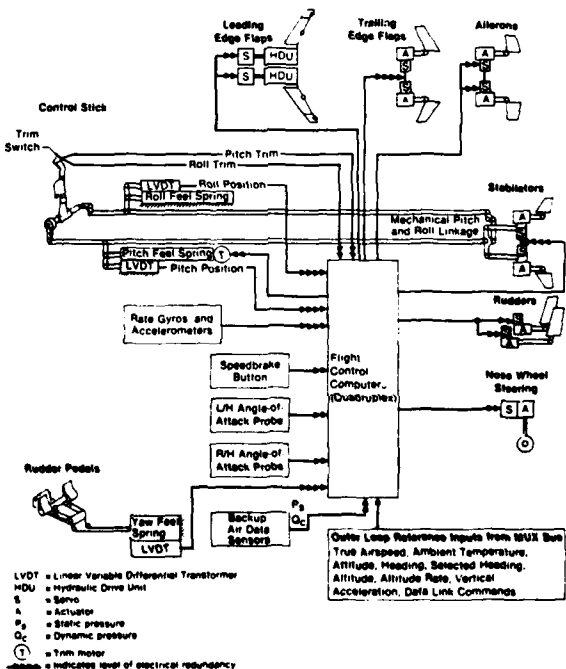 Leading
Edge Flaps
Trailing
Edge Flaps
Ailerons
S
HDU
S
HDU
A
S
S
A
A
S
S
A
Control Stick
Trim
Switch
Pitch Trim
Roll Trim
LVDT
Roll Position
Roll Feel Spring
Stabilators
Mechanical Pitch
and Roll Linkage
A
S
S
A
Pitch Feel Spring
T
LVDT
Pitch Position
Rate Gyros and
Accelerometers
Rudders
S
A
S
A
Speedbrake
Button
Flight
Control
Computers
(Quadruplex)
Nose Wheel
Steering
S
A
L/H Angle-of-
Attack Probe
R/H Angle-of
Attack Probe
Rudder Pedals
Yaw Feel
Spring
LVDT
Backup
Air Data
Sensors
PS
QC
Outer Loop Reference Inputs from MUX Bus
True Airspeed, Ambient Temperature,
Attitude, Heading, Selected Heading,
Altitude, Altitude Rate, Vertical
Acceleration, Data Link Commands
LVDT = Linear Variable Differential Transformer
HDU = Hydraulic Drive Unit
S = Servo
A = Actuator
PS = Static pressure
QC = Dynamic pressure
T = Trim motor
= Indicates level of electrical redundancy